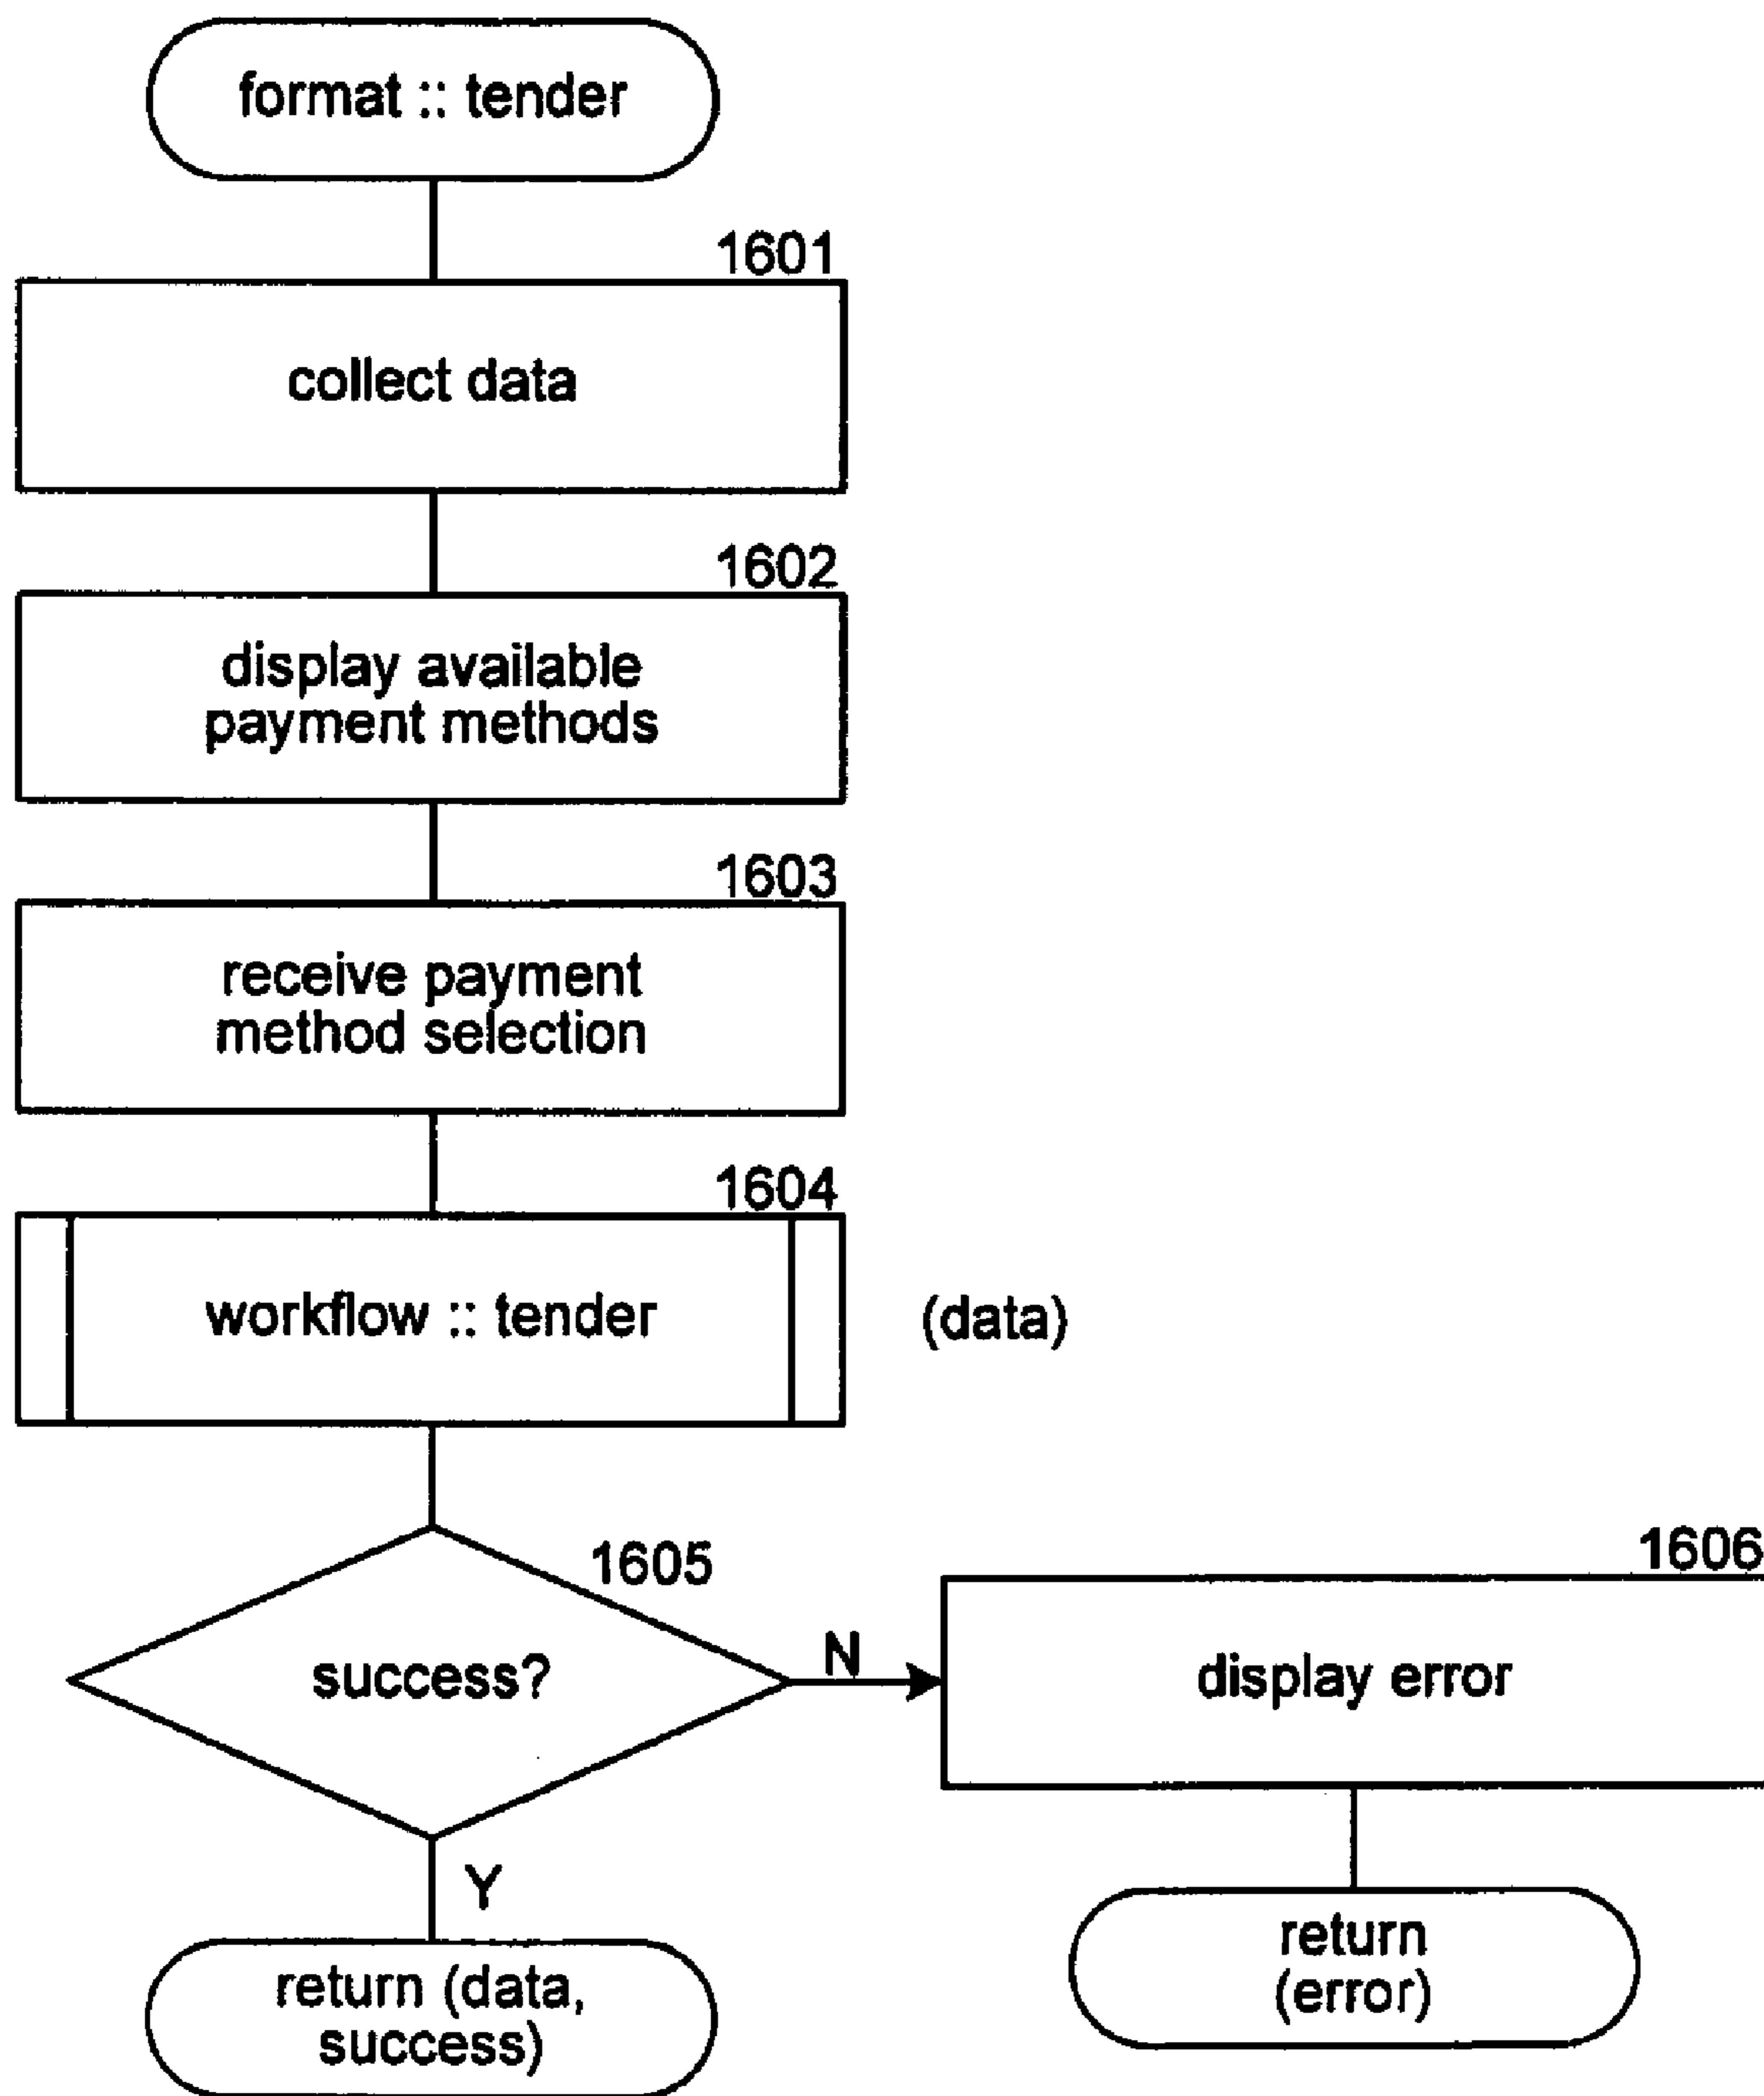 format :: tender
1601
collect data
1602
display available
payment methods
1603
receive payment
method selection
1604
workflow :: tender
(data)
1605
success?
N
1606
display error
Y
return (data,
success)
return
(error)